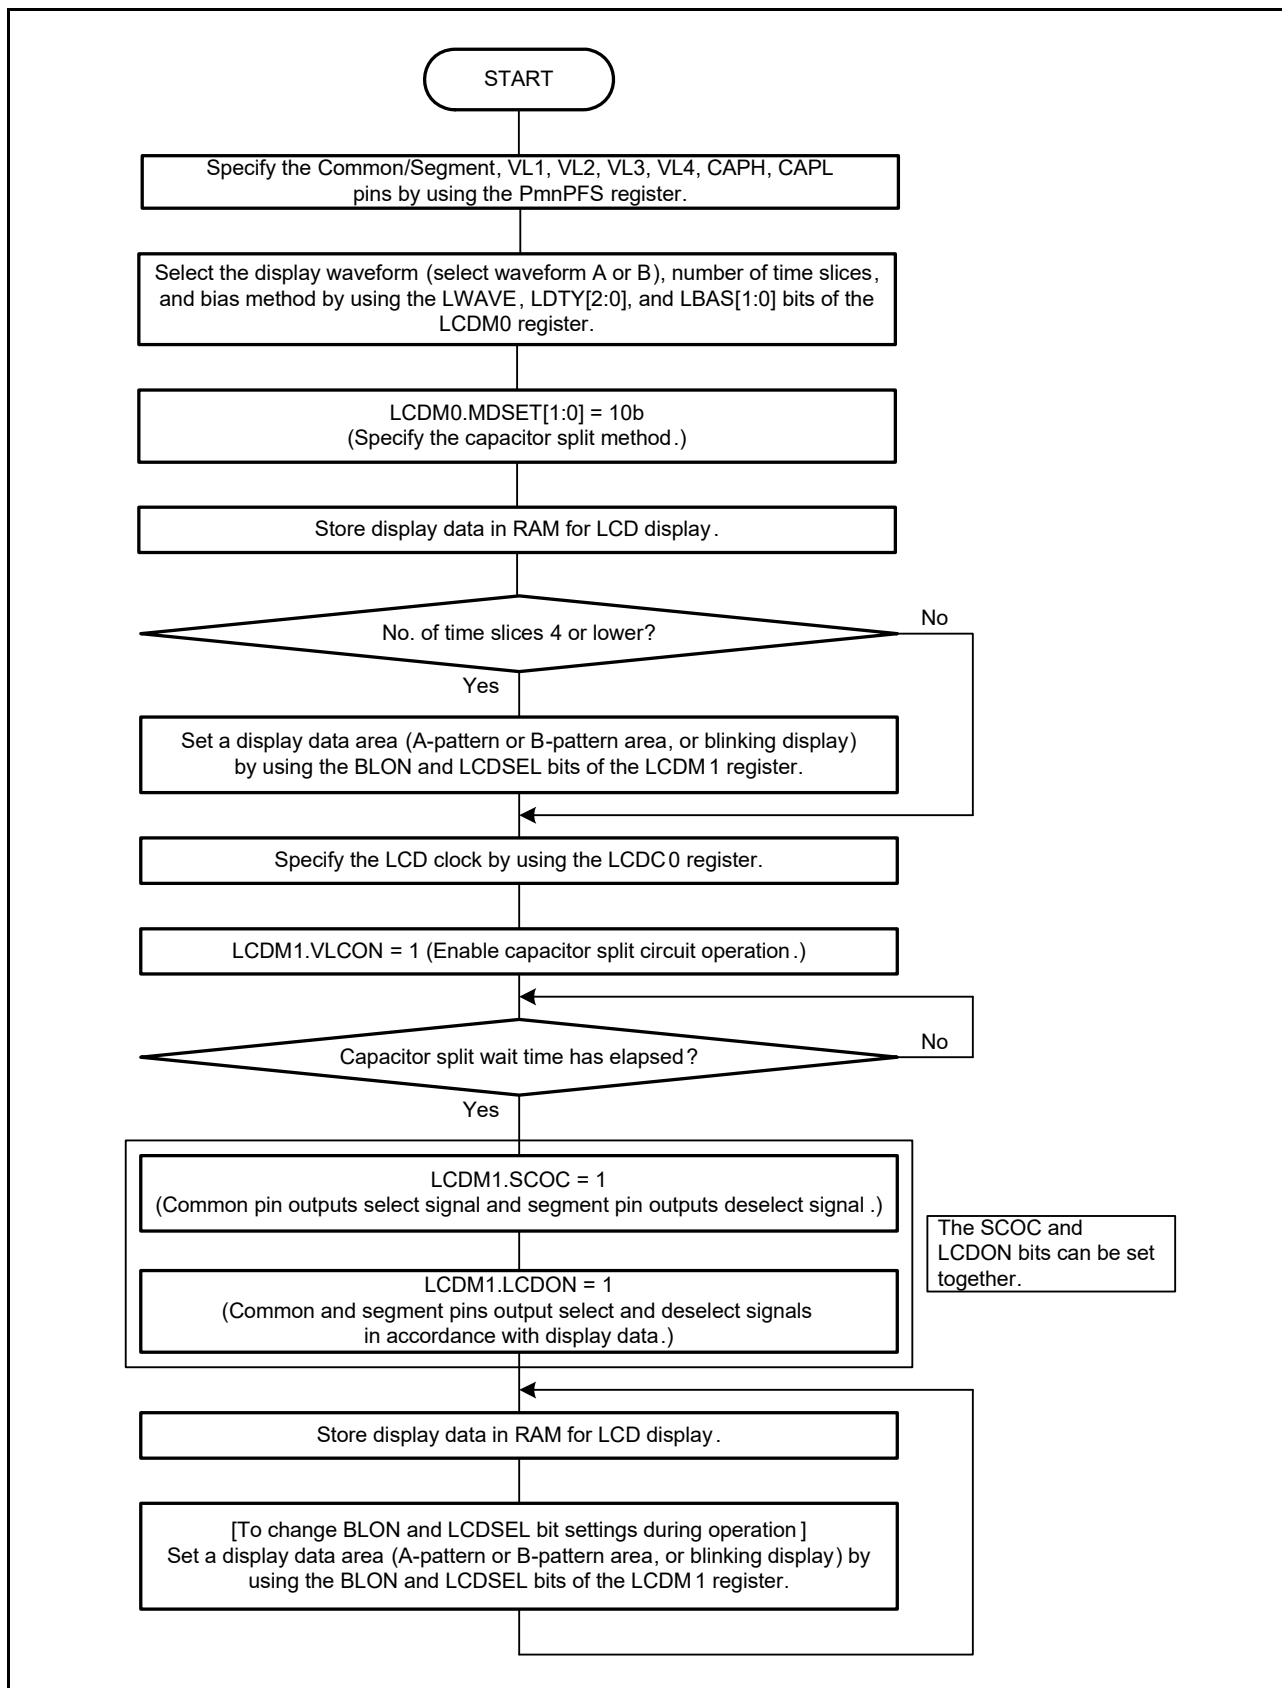 START
Specify the Common/Segment, VL1, VL2, VL3, VL4, CAPH, CAPL
pins by using the PmnPFS register.
Select the display waveform (select waveform A or B), number of time slices,
and bias method by using the LWAVE, LDTY[2:0], and LBAS[1:0] bits of the
LCDM0 register.
LCDM0.MDSET[1:0] = 10b
(Specify the capacitor split method.)
Store display data in RAM for LCD display.
No. of time slices 4 or lower?
No
Yes
Set a display data area (A-pattern or B-pattern area, or blinking display)
by using the BLON and LCDSEL bits of the LCDM1 register.
Specify the LCD clock by using the LCDC0 register.
LCDM1.VLCON = 1 (Enable capacitor split circuit operation.)
Capacitor split wait time has elapsed?
No
Yes
LCDM1.SCOC = 1
(Common pin outputs select signal and segment pin outputs deselect signal.)
The SCOC and
LCDON bits can be set
together.
LCDM1.LCDON = 1
(Common and segment pins output select and deselect signals
in accordance with display data.)
Store display data in RAM for LCD display.
[To change BLON and LCDSEL bit settings during operation]
Set a display data area (A-pattern or B-pattern area, or blinking display) by
using the BLON and LCDSEL bits of the LCDM1 register.